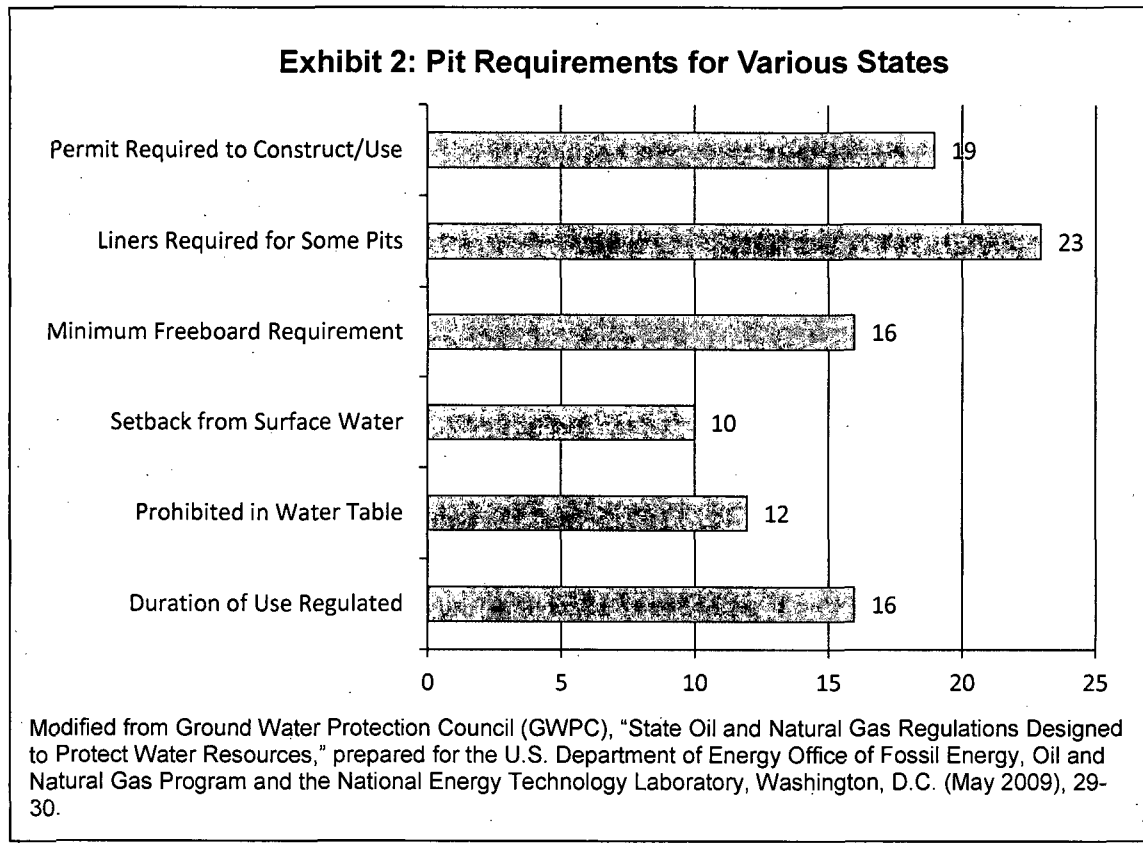 Exhibit 2: Pit Requirements for Various States
Permit Required to Construct/Use
19
Liners Required for Some Pits
23
Minimum Freeboard Requirement
16
Setback from Surface Water
10
Prohibited in Water Table
12
Duration of Use Regulated
16
0 5 10 15 20 25
Modified from Ground Water Protection Council (GWPC), “State Oil and Natural Gas Regulations Designed
to Protect Water Resources,” prepared for the U.S. Department of Energy Office of Fossil Energy, Oil and
Natural Gas Program and the National Energy Technology Laboratory, Washington, D.C. (May 2009), 29-
30.